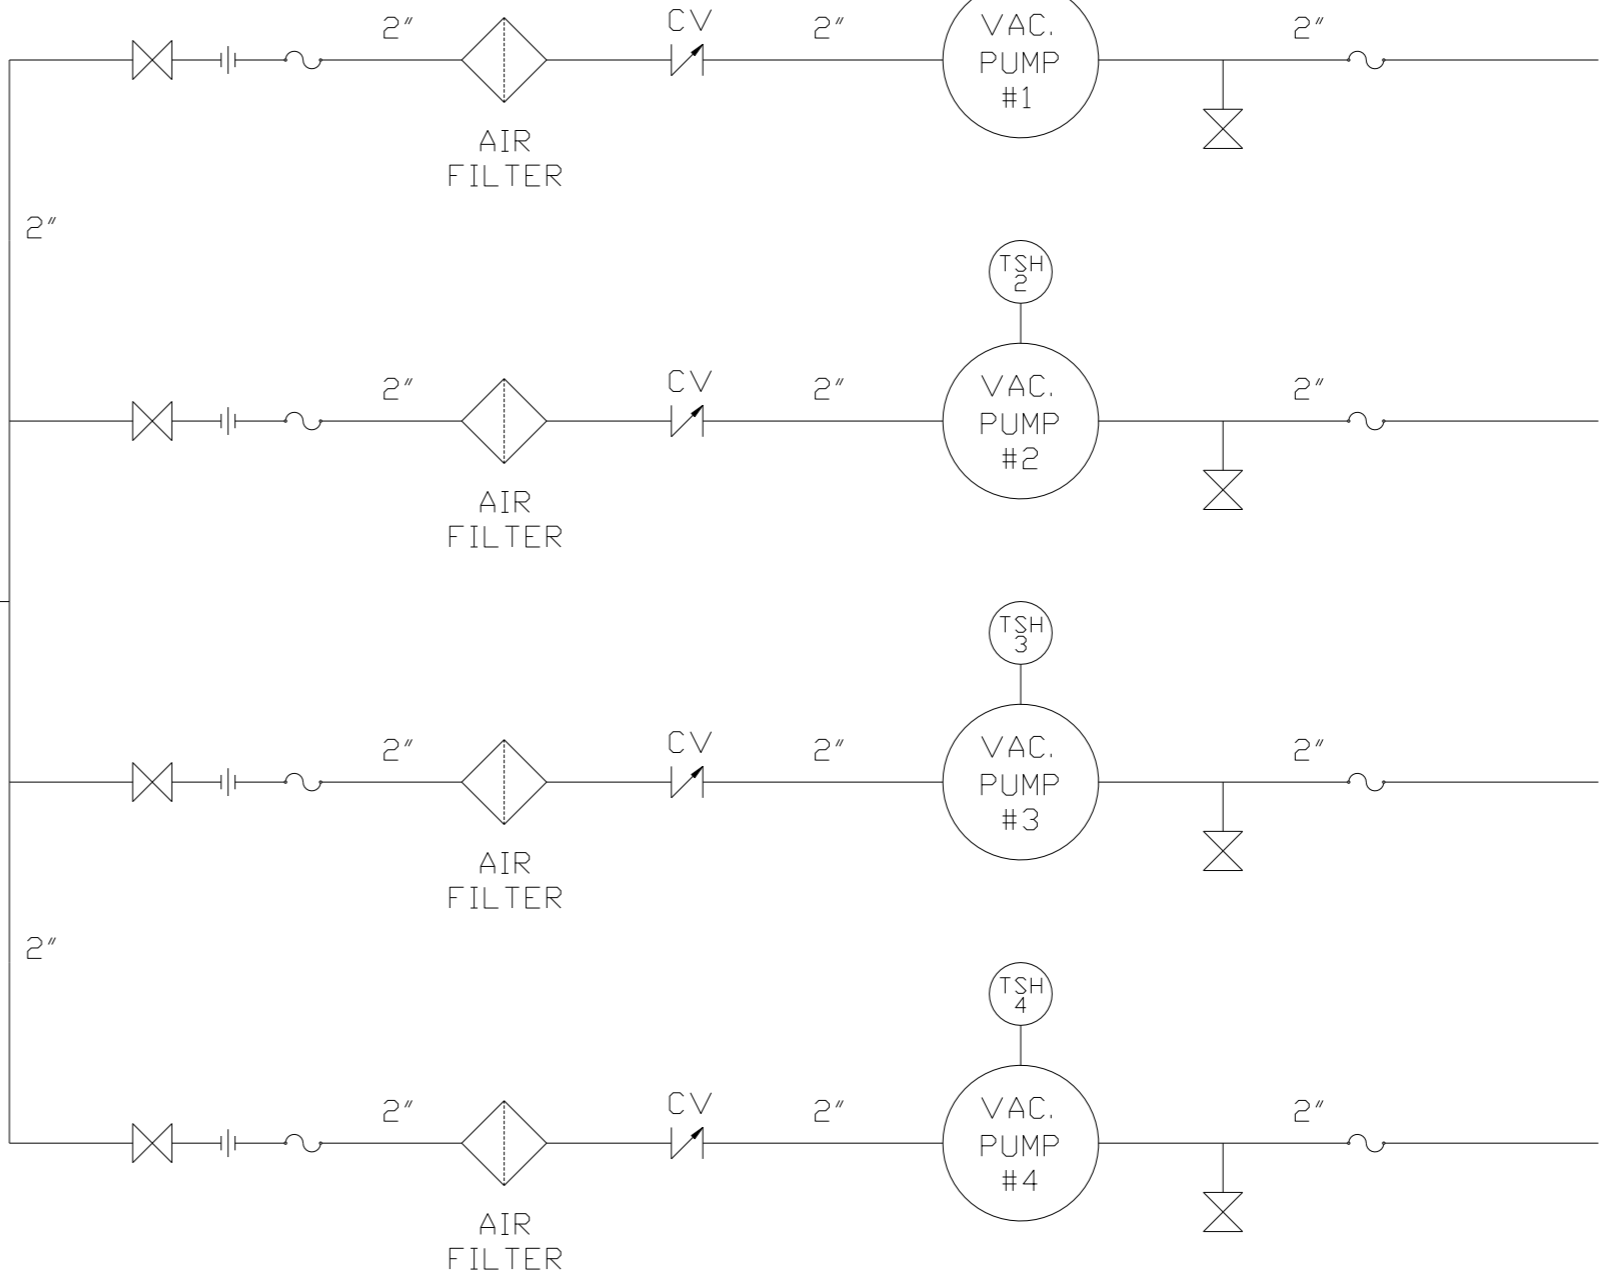 2" CV 2" 2"
VAC.
PUMP
#1
AIR
FILTER
2"
TSH
2
2" CV 2" 2"
VAC.
PUMP
#2
AIR
FILTER
TSH
3
2" CV 2" 2"
VAC.
PUMP
#3
AIR
FILTER
2"
TSH
4
2" CV 2" 2"
VAC.
PUMP
#4
AIR
FILTER